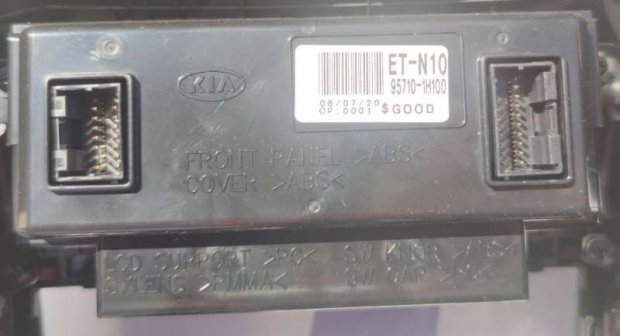 KIA
ET-N10
95710-1H100
08/07/20
OP:0001 $GOOD
FRONT PANEL >ABS<
COVER >ABS<
LCD SUPPORT >PC< SW KNOB >ABS<
DVLENS >PMMA< SW CAP >PC<